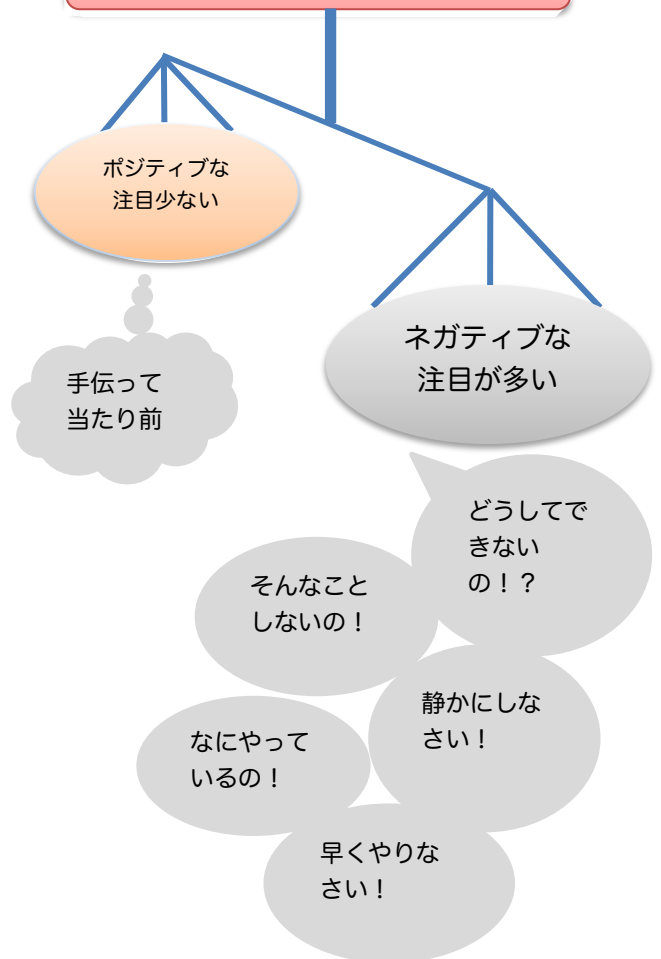 ポジティブな
注目少ない
ネガティブな
注目が多い
手伝って
当たり前
どうしてで
きない
の！？
そんなこと
しないの！
静かにしな
さい！
なにやって
いるの！
早くやりな
さい！